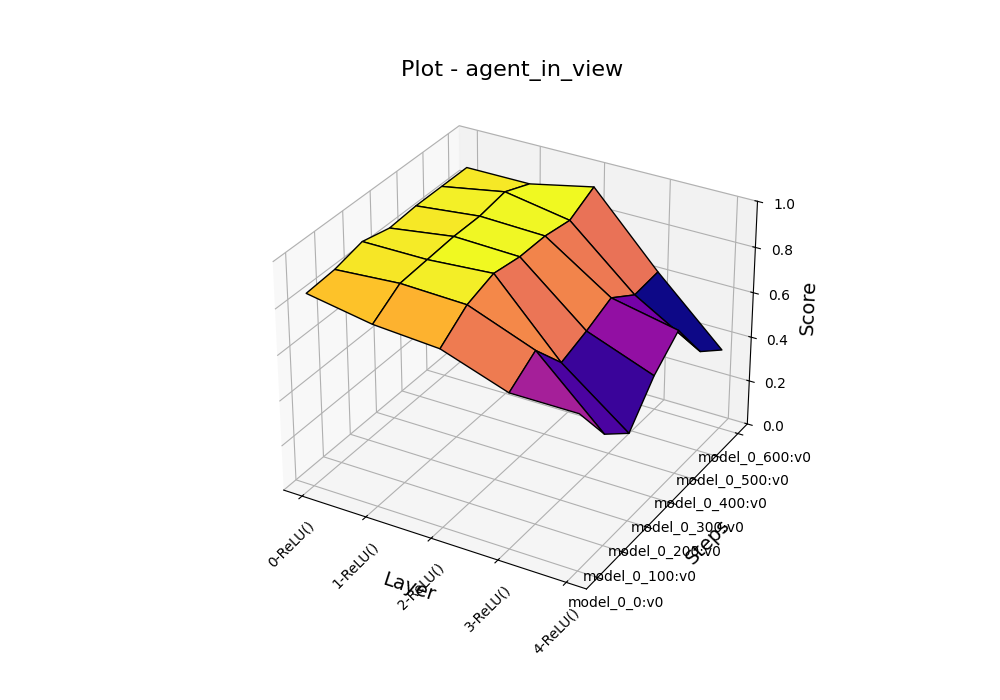 Plot - agent_in_view
1.0
0.8
0.6
0.4
0.2
0.0
Score
model_0_600:v0
model_0_500:v0
model_0_400:v0
model_0_300:v0
model_0_200:v0
model_0_100:v0
model_0_0:v0
Steps
0-ReLU()
1-ReLU()
2-ReLU()
3-ReLU()
4-ReLU()
Layer